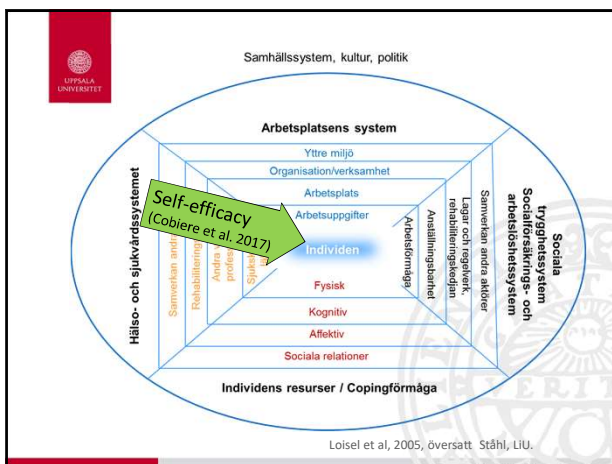 UPPSALA
UNIVERSITET
Samhällssystem, kultur, politik
Arbetsplatsens system
Yttre miljö
Organisation/verksamhet
Arbetsplats
Arbetsuppgifter
Individen
Fysisk
Kognitiv
Affektiv
Sociala relationer
Individens resurser / Copingförmåga
Hälso- och sjukvårdssystemet
Samverkan
Andra
Self-efficacy
(Cobiere et al. 2017)
Arbetsförmåga
Anställningsbarhet
Lagar och regelverk,
rehabiliteringskedjan
Samverkan andra aktörer
Sociala
trygghetssystem
Socialförsäkrings- och
arbetslöshetssystem
Loisel et al, 2005, översatt Ståhl, LiU.